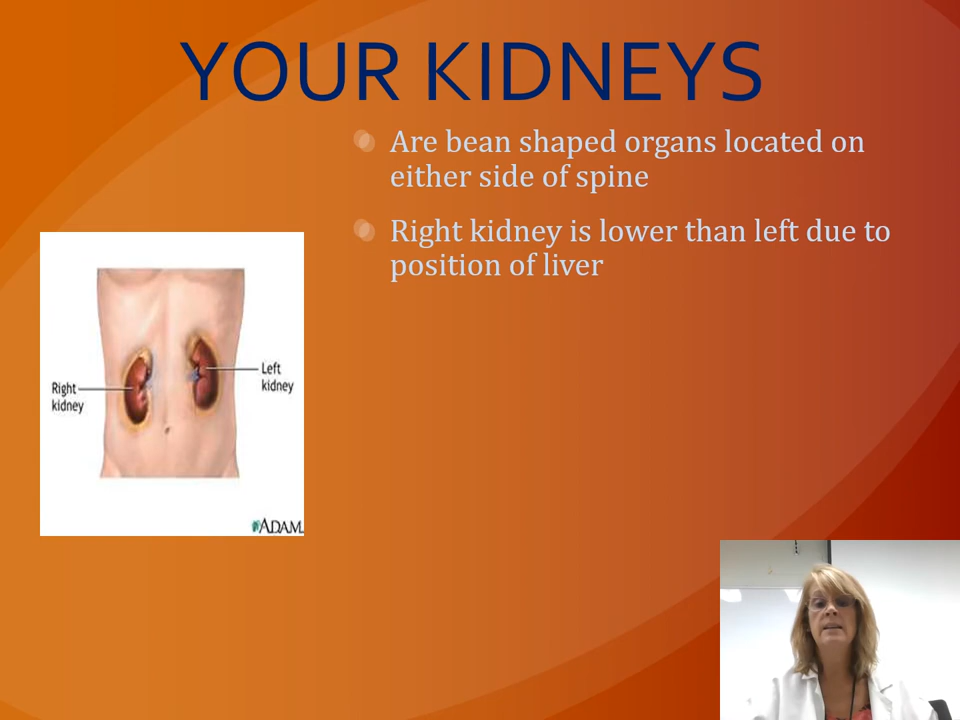 YOUR KIDNEYS
Are bean shaped organs located on
either side of spine
Right kidney is lower than left due to
position of liver
Right
kidney
Left
kidney
ADAM.